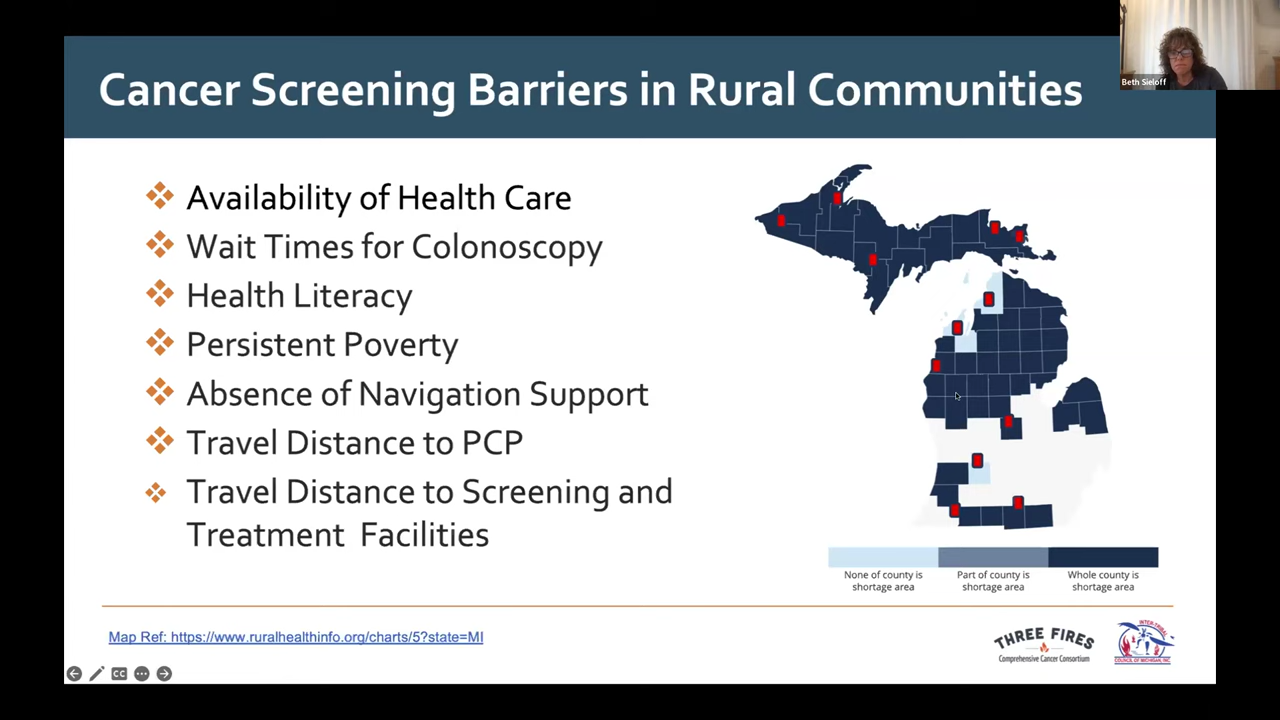 Cancer Screening Barriers in Rural Communities
Beth Sieloff
Availability of Health Care
Wait Times for Colonoscopy
Health Literacy
Persistent Poverty
Absence of Navigation Support
Travel Distance to PCP
Travel Distance to Screening and
Treatment Facilities
None of county is
shortage area
Part of county is
shortage area
Whole county is
shortage area
Map Ref: https://www.ruralhealthinfo.org/charts/5?state=MI
THREE FIRES
Comprehensive Cancer Consortium
INTER-TRIBAL
COUNCIL OF MICHIGAN, INC
CC